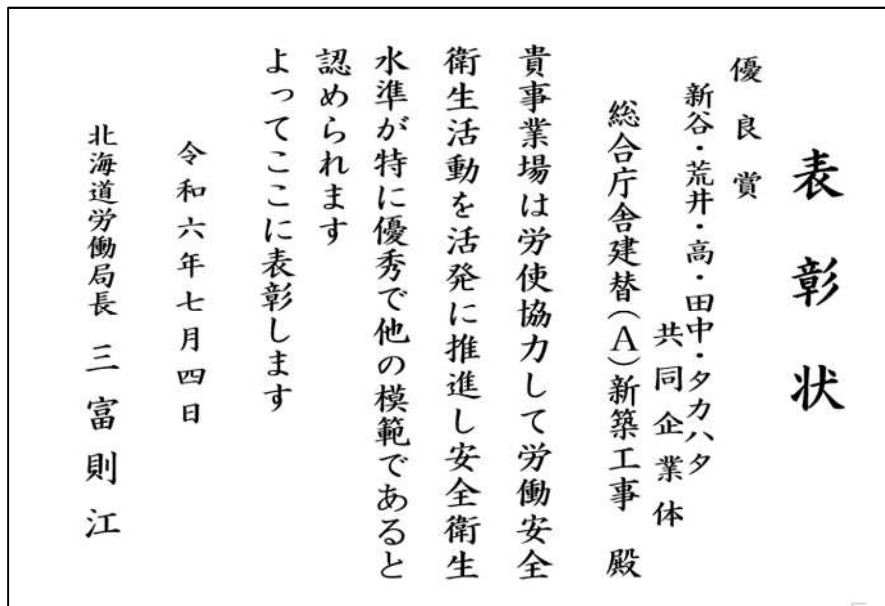 表彰状
優良賞
新谷・荒井・高・田中・タカハタ
共同企業体
総合庁舎建替(A)新築工事 殿
貴事業場は労使協力して労働安全
衛生活動を活発に推進し安全衛生
水準が特に優秀で他の模範であると
認められます
よってここに表彰します
令和六年七月四日
北海道労働局長 三富則江